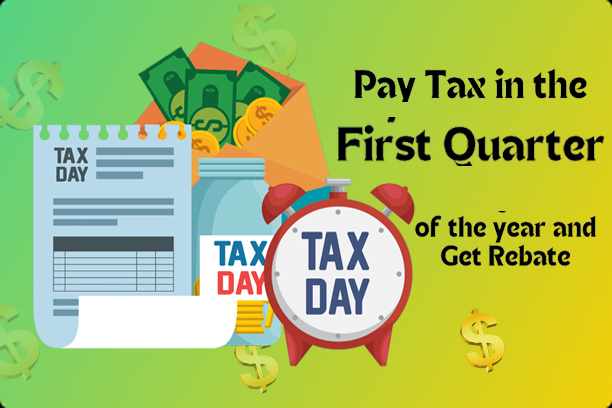 TAX
DAY
TAX
DAY
TAX
DAY
Pay Tax in the
First Quarter
of the year and
Get Rebate